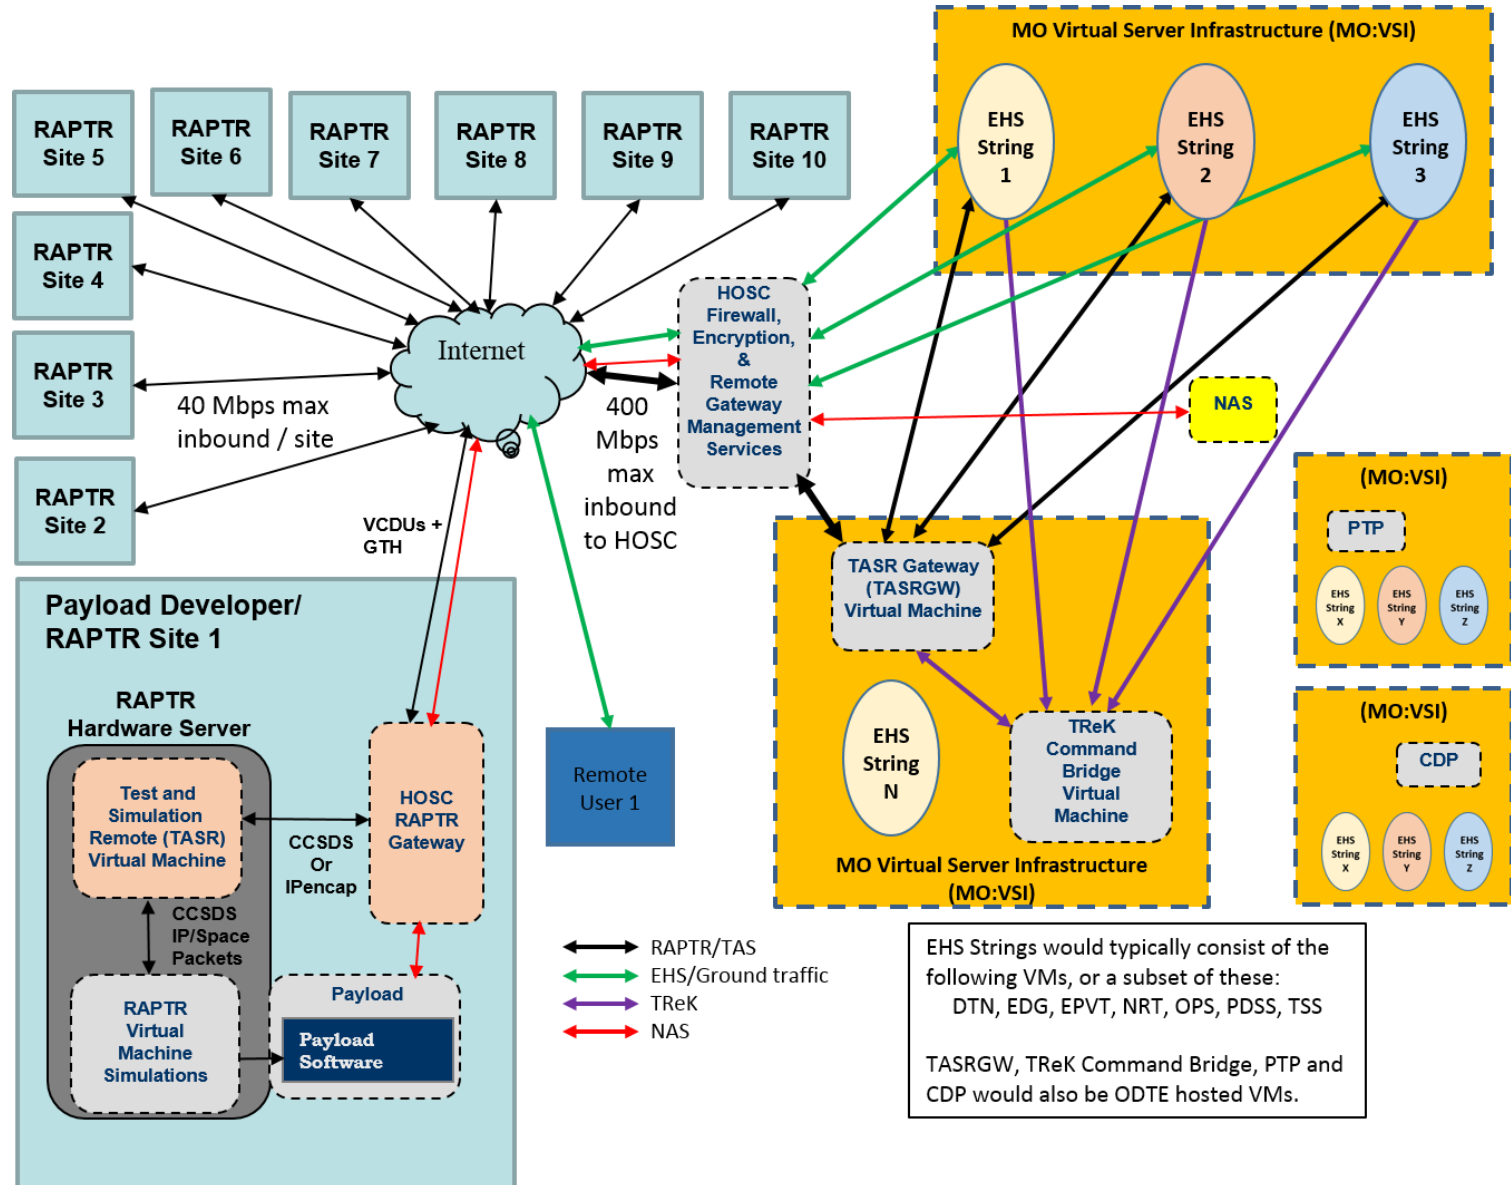 MO Virtual Server Infrastructure (MO:VSI)
EHS
String
1
EHS
String
2
EHS
String
3
RAPTR
Site 5
RAPTR
Site 6
RAPTR
Site 7
RAPTR
Site 8
RAPTR
Site 9
RAPTR
Site 10
RAPTR
Site 4
RAPTR
Site 3
RAPTR
Site 2
Internet
40 Mbps max
inbound / site
400
Mbps
max
inbound
to HOSC
HOSC
Firewall,
Encryption,
&
Remote
Gateway
Management
Services
NAS
VCDUs +
GTH
(MO:VSI)
PTP
EHS
String
X
EHS
String
Y
EHS
String
Z
(MO:VSI)
CDP
EHS
String
X
EHS
String
Y
EHS
String
Z
TASR Gateway
(TASRGW)
Virtual Machine
EHS
String
N
TReK
Command
Bridge
Virtual
Machine
MO Virtual Server Infrastructure
(MO:VSI)
Payload Developer/
RAPTR Site 1
RAPTR
Hardware Server
Test and
Simulation
Remote (TASR)
Virtual Machine
CCSDS
Or
IPencap
HOSC
RAPTR
Gateway
CCSDS
IP/Space
Packets
RAPTR
Virtual
Machine
Simulations
Payload
Payload
Software
Remote
User 1
RAPTR/TAS
EHS/Ground traffic
TReK
NAS
EHS Strings would typically consist of the
following VMs, or a subset of these:
DTN, EDG, EPVT, NRT, OPS, PDSS, TSS
TASRGW, TReK Command Bridge, PTP and
CDP would also be ODTE hosted VMs.